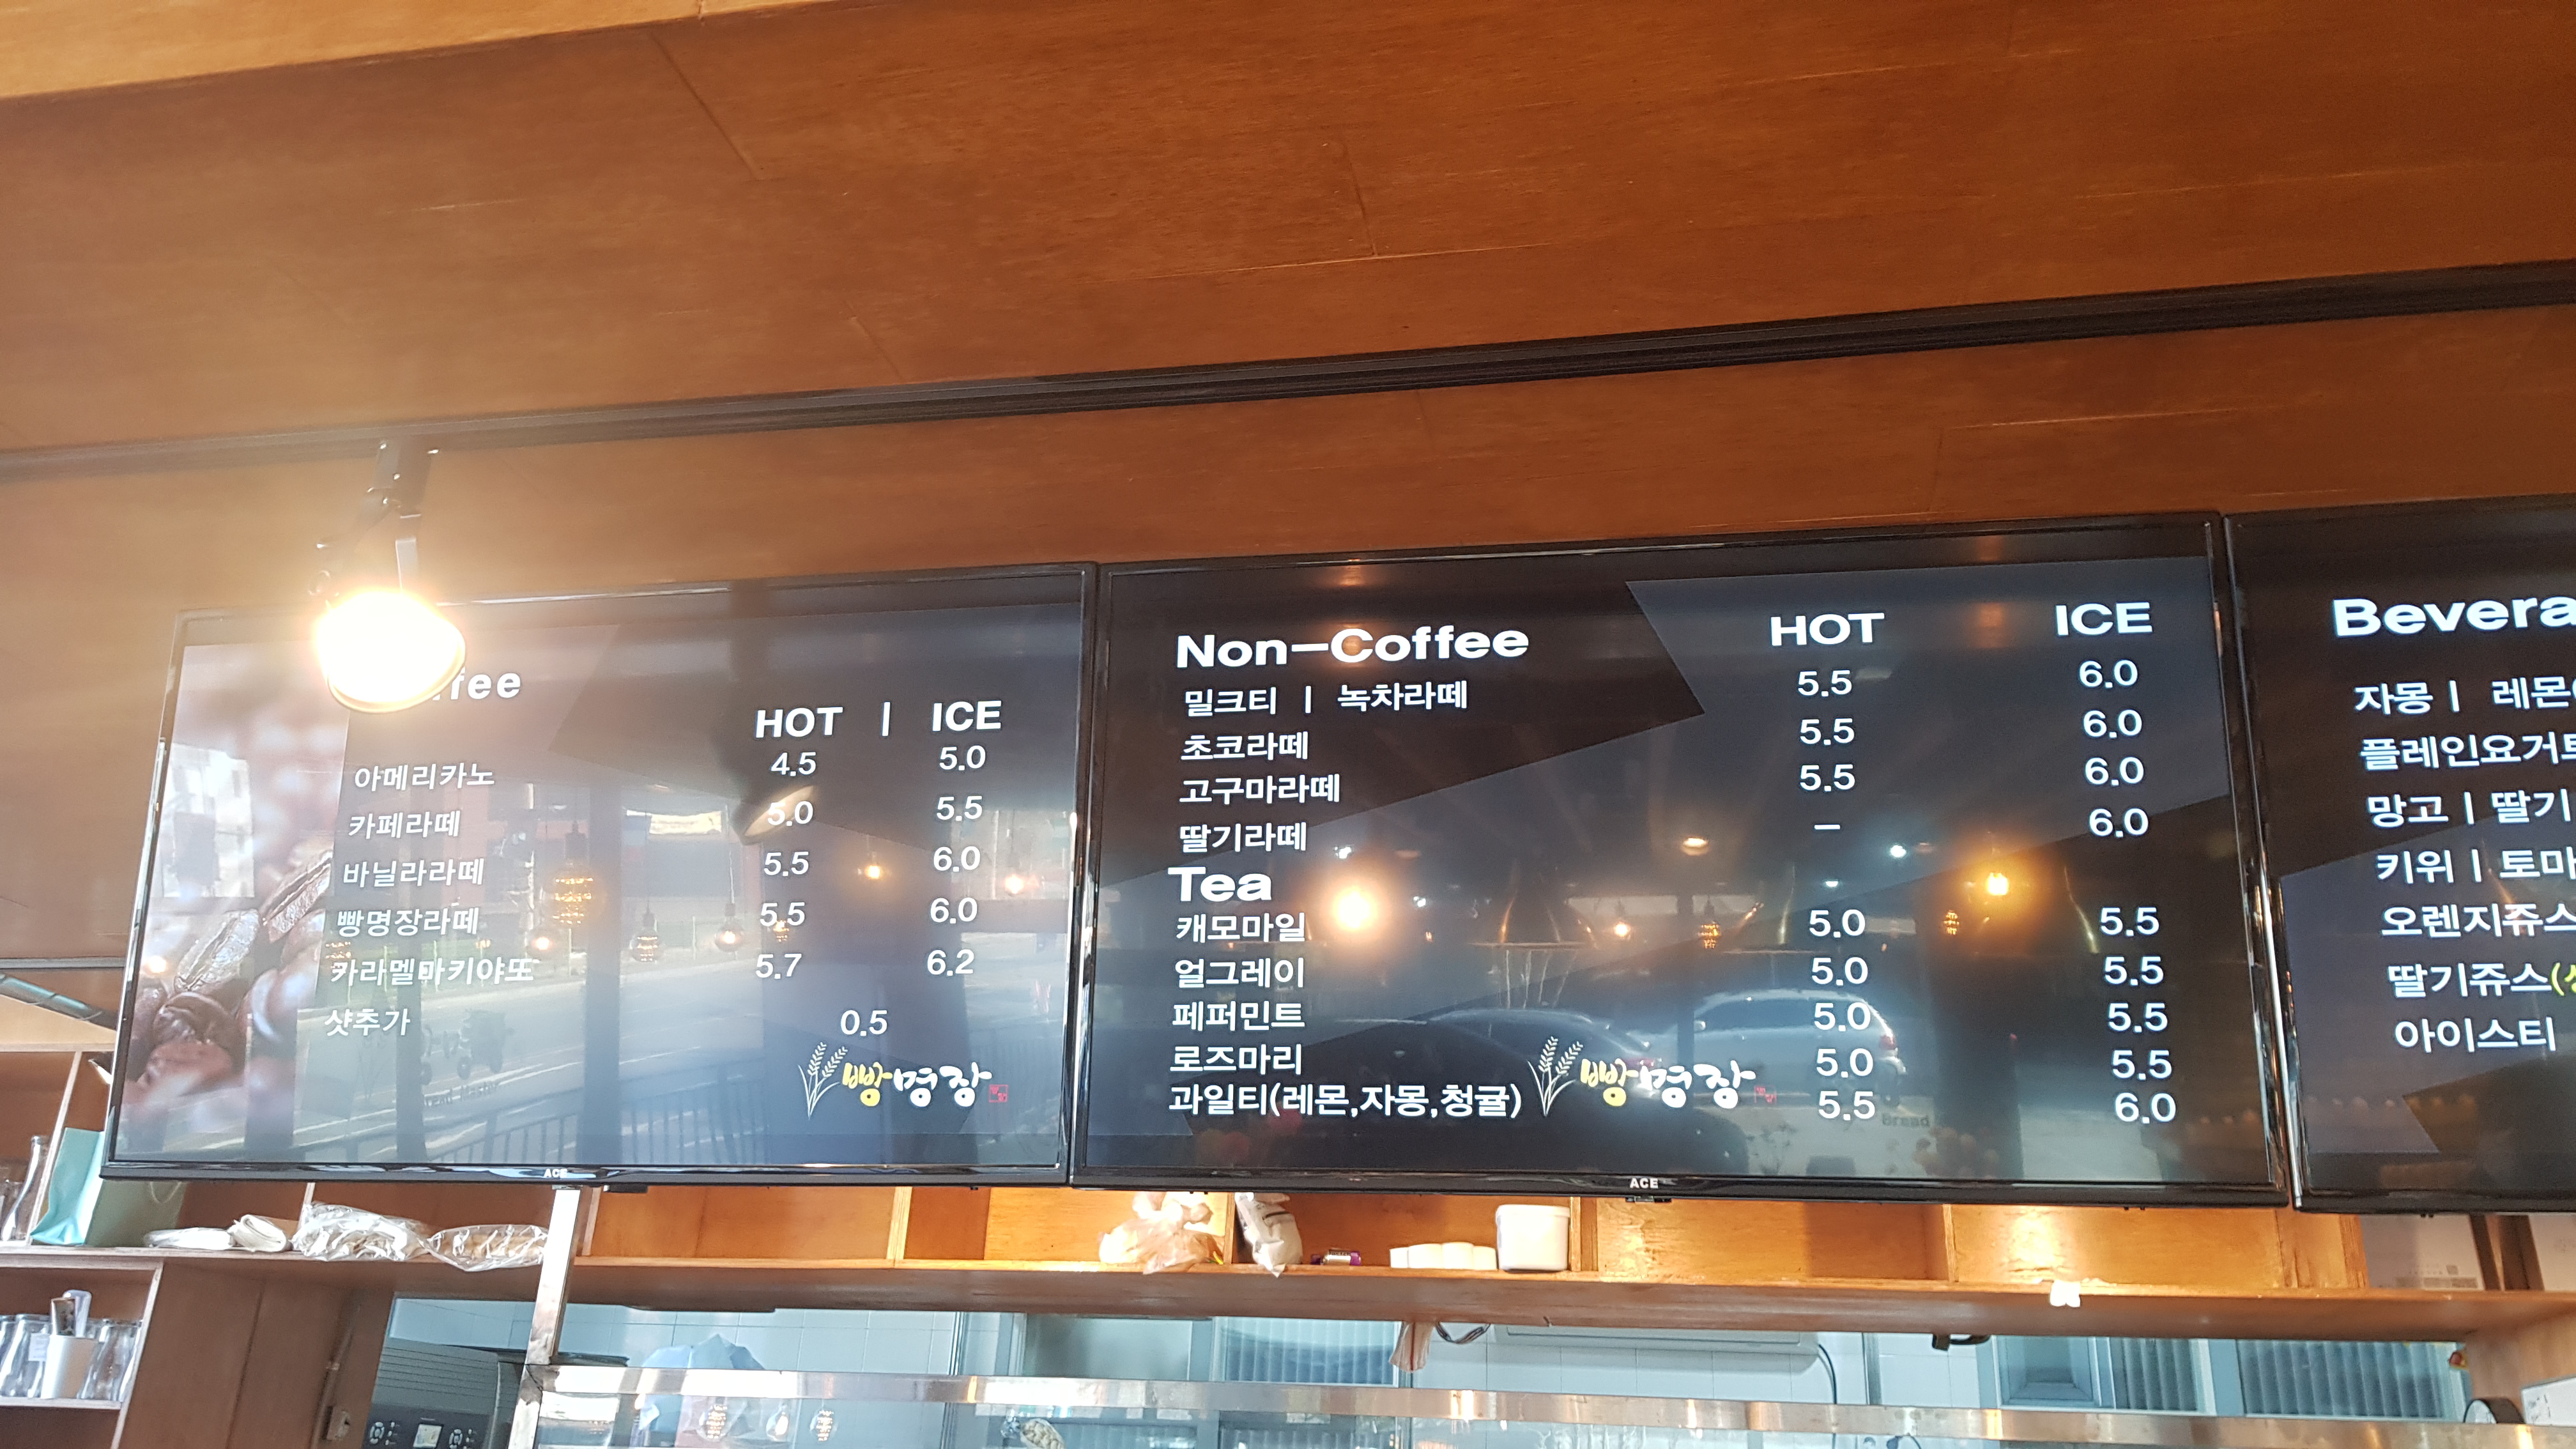 HOT | ICE
아메리카노 4.5 5.0
카페라떼 5.0 5.5
바닐라라떼 5.5 6.0
빵명장라떼 5.5 6.0
카라멜마키야또 5.7 6.2
샷추가 0.5
빵명장
ACE
Non-Coffee HOT ICE
밀크티 | 녹차라떼 5.5 6.0
초코라떼 5.5 6.0
고구마라떼 5.5 6.0
딸기라떼 - 6.0
Tea
캐모마일 5.0 5.5
얼그레이 5.0 5.5
페퍼민트 5.0 5.5
로즈마리 5.0 5.5
과일티(레몬,자몽,청귤) 5.5 6.0
빵명장
ACE
자몽 | 레몬
플레인요거
망고 | 딸기
키위 |
오렌지쥬스
딸기쥬스
아이스티